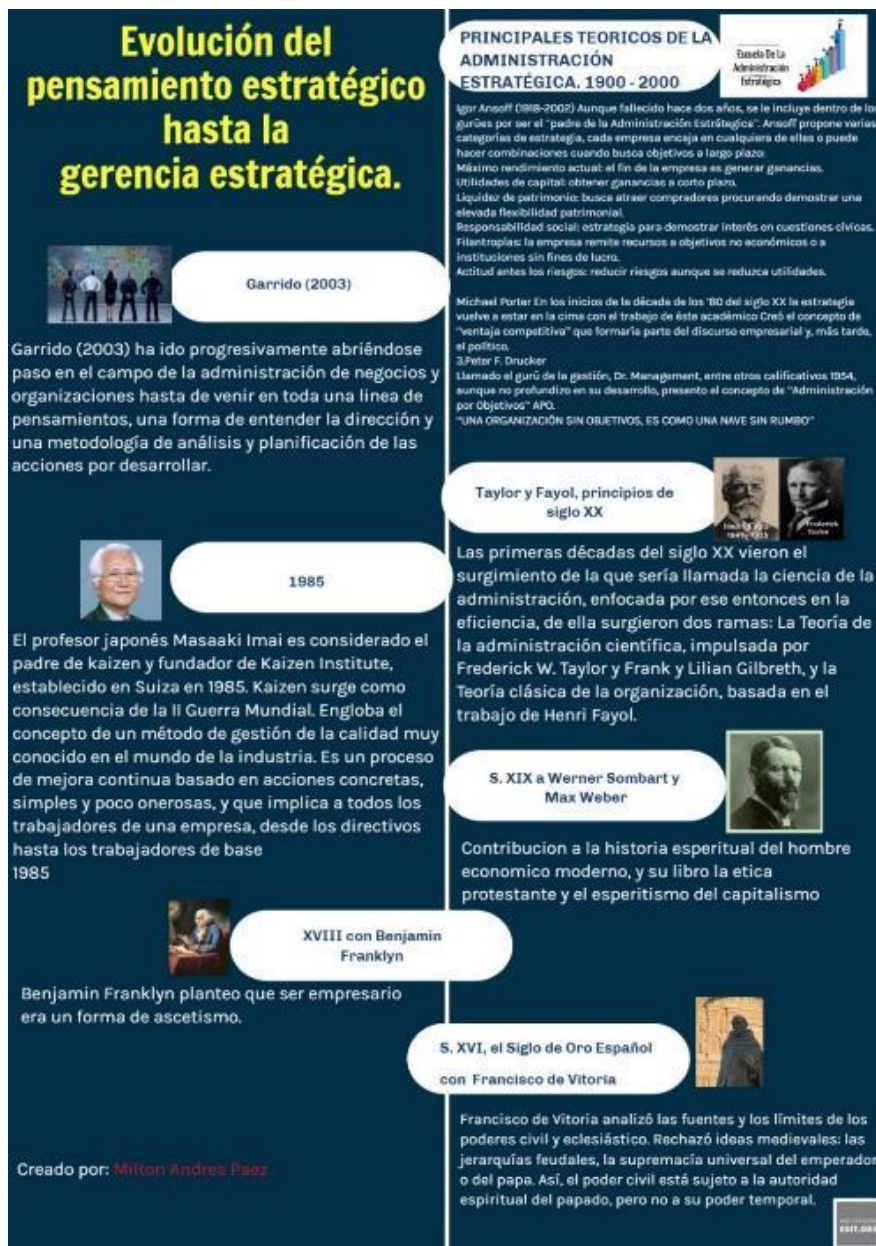 Evolución del
pensamiento estratégico
hasta la
gerencia estratégica.
PRINCIPALES TEORICOS DE LA
ADMINISTRACIÓN
ESTRATÉGICA. 1900 - 2000
Escuela De La
Administración
Estratégica
Igor Ansoff (1918-2002) Aunque fallecido hace dos años, se le incluye dentro de los
gurúes por ser el "padre de la Administración Estrátegica". Ansoff propone varias
categorías de estrategia, cada empresa encaja en cualquiera de ellas o puede
hacer combinaciones cuando busca objetivos a largo plazo:
Máximo rendimiento actual: el fin de la empresa es generar ganancias.
Utilidades de capital: obtener ganancias a corto plazo.
Liquidez de patrimonio: busca atraer compradores procurando demostrar una
elevada flexibilidad patrimonial.
Responsabilidad social: estrategia para demostrar interés en cuestiones cívicas.
Filantropías: la empresa remite recursos a objetivos no económicos o a
instituciones sin fines de lucro.
Actitud antes los riesgos: reducir riesgos aunque se reduzca utilidades.
Michael Porter En los inicios de la década de los '80 del siglo XX la estrategia
vuelve a estar en la cima con el trabajo de éste académico Creó el concepto de
"ventaja competitiva" que formaría parte del discurso empresarial y, más tarde,
el político.
3.Peter F. Drucker
Llamado el gurú de la gestión, Dr. Management, entre otros calificativos 1954,
aunque no profundizo en su desarrollo, presento el concepto de "Administración
por Objetivos" APO.
"UNA ORGANIZACIÓN SIN OBJETIVOS, ES COMO UNA NAVE SIN RUMBO"
Garrido (2003)
Garrido (2003) ha ido progresivamente abriéndose
paso en el campo de la administración de negocios y
organizaciones hasta de venir en toda una linea de
pensamientos, una forma de entender la dirección y
una metodología de análisis y planificación de las
acciones por desarrollar.
Taylor y Fayol, principios de
siglo XX
Frederick
Taylor
Las primeras décadas del siglo XX vieron el
surgimiento de la que sería llamada la ciencia de la
administración, enfocada por ese entonces en la
eficiencia, de ella surgieron dos ramas: La Teoría de
la administración científica, impulsada por
Frederick W. Taylor y Frank y Lilian Gilbreth, y la
Teoría clásica de la organización, basada en el
trabajo de Henri Fayol.
1985
El profesor japonés Masaaki Imai es considerado el
padre de kaizen y fundador de Kaizen Institute,
establecido en Suiza en 1985. Kaizen surge como
consecuencia de la II Guerra Mundial. Engloba el
concepto de un método de gestión de la calidad muy
conocido en el mundo de la industria. Es un proceso
de mejora continua basado en acciones concretas,
simples y poco onerosas, y que implica a todos los
trabajadores de una empresa, desde los directivos
hasta los trabajadores de base
1985
S. XIX a Werner Sombart y
Max Weber
Contribucion a la historia esperitual del hombre
economico moderno, y su libro la etica
protestante y el esperitismo del capitalismo
XVIII con Benjamin
Franklyn
Benjamin Franklyn planteo que ser empresario
era un forma de ascetismo.
S. XVI, el Siglo de Oro Español
con Francisco de Vitoria
Francisco de Vitoria analizó las fuentes y los límites de los
poderes civil y eclesiástico. Rechazó ideas medievales: las
jerarquías feudales, la supremacía universal del emperador
o del papa. Así, el poder civil está sujeto a la autoridad
espiritual del papado, pero no a su poder temporal.
Creado por: Milton Andres Paez
EDIT.ORG